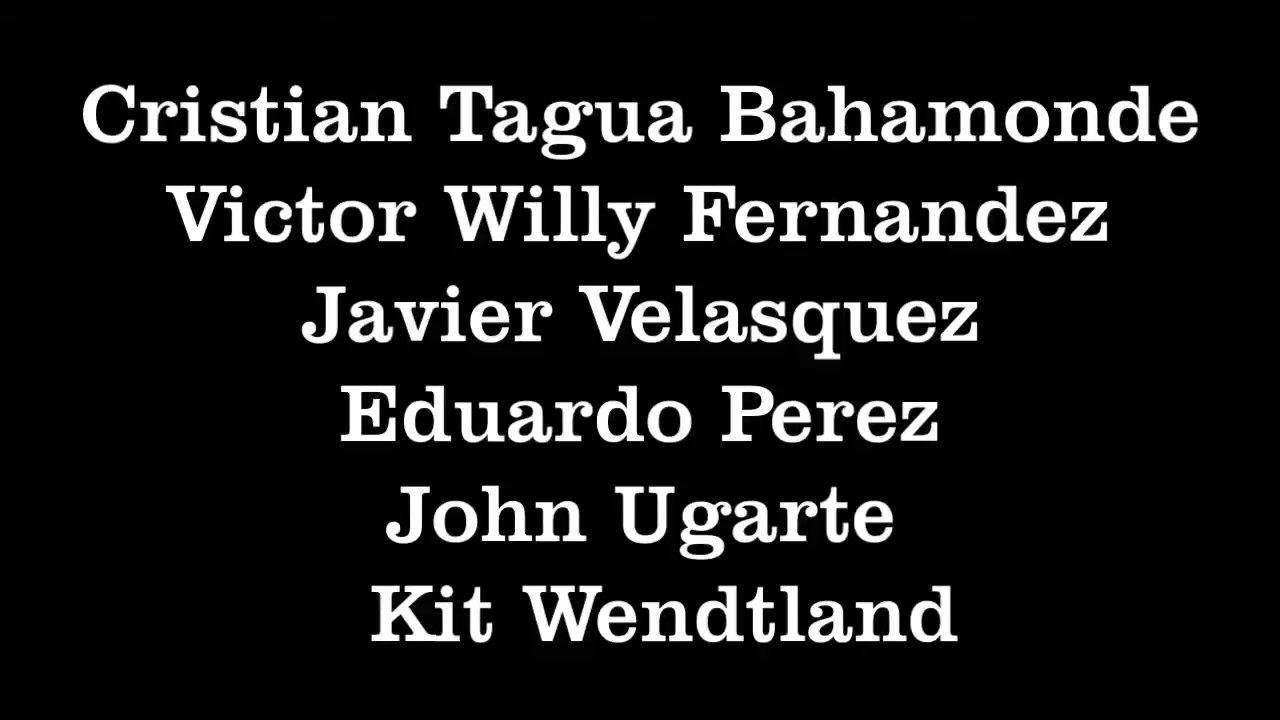 Cristian Tagua Bahamonde
Victor Willy Fernandez
Javier Velasquez
Eduardo Perez
John Ugarte
Kit Wendtland